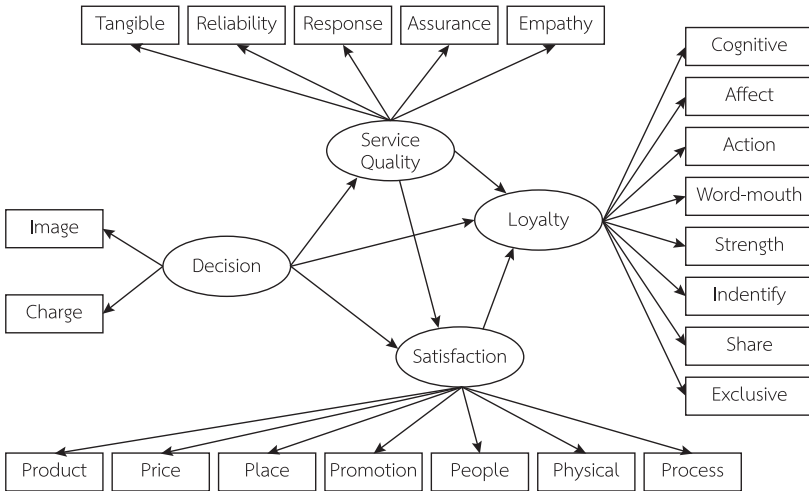 Tangible
Reliability
Response
Assurance
Empathy
Cognitive
Affect
Action
Word-mouth
Strength
Indentify
Share
Exclusive
Service
Quality
Loyalty
Image
Decision
Charge
Satisfaction
Product
Price
Place
Promotion
People
Physical
Process